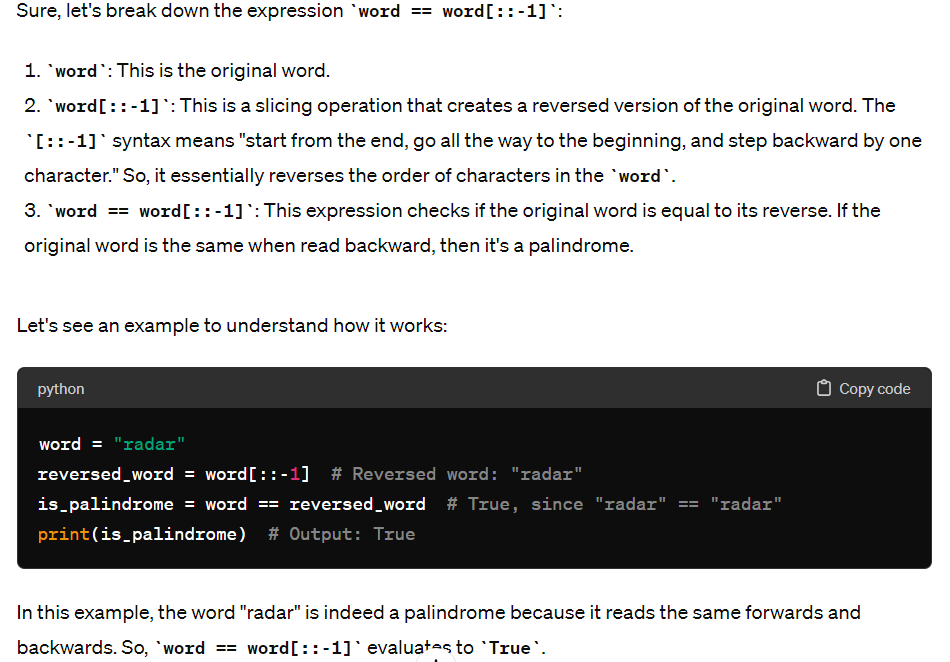 Sure, let's break down the expression `word == word[::-1]`:
1. `word`: This is the original word.
2. `word[::-1]`: This is a slicing operation that creates a reversed version of the original word. The
`[::-1]` syntax means "start from the end, go all the way to the beginning, and step backward by one
character." So, it essentially reverses the order of characters in the `word`.
3. `word == word[::-1]`: This expression checks if the original word is equal to its reverse. If the
original word is the same when read backward, then it's a palindrome.
Let's see an example to understand how it works:
python Copy code
word = "radar"
reversed_word = word[::-1]  # Reversed word: "radar"
is_palindrome = word == reversed_word  # True, since "radar" == "radar"
print(is_palindrome)  # Output: True
In this example, the word "radar" is indeed a palindrome because it reads the same forwards and
backwards. So, `word == word[::-1]` evaluates to `True`.